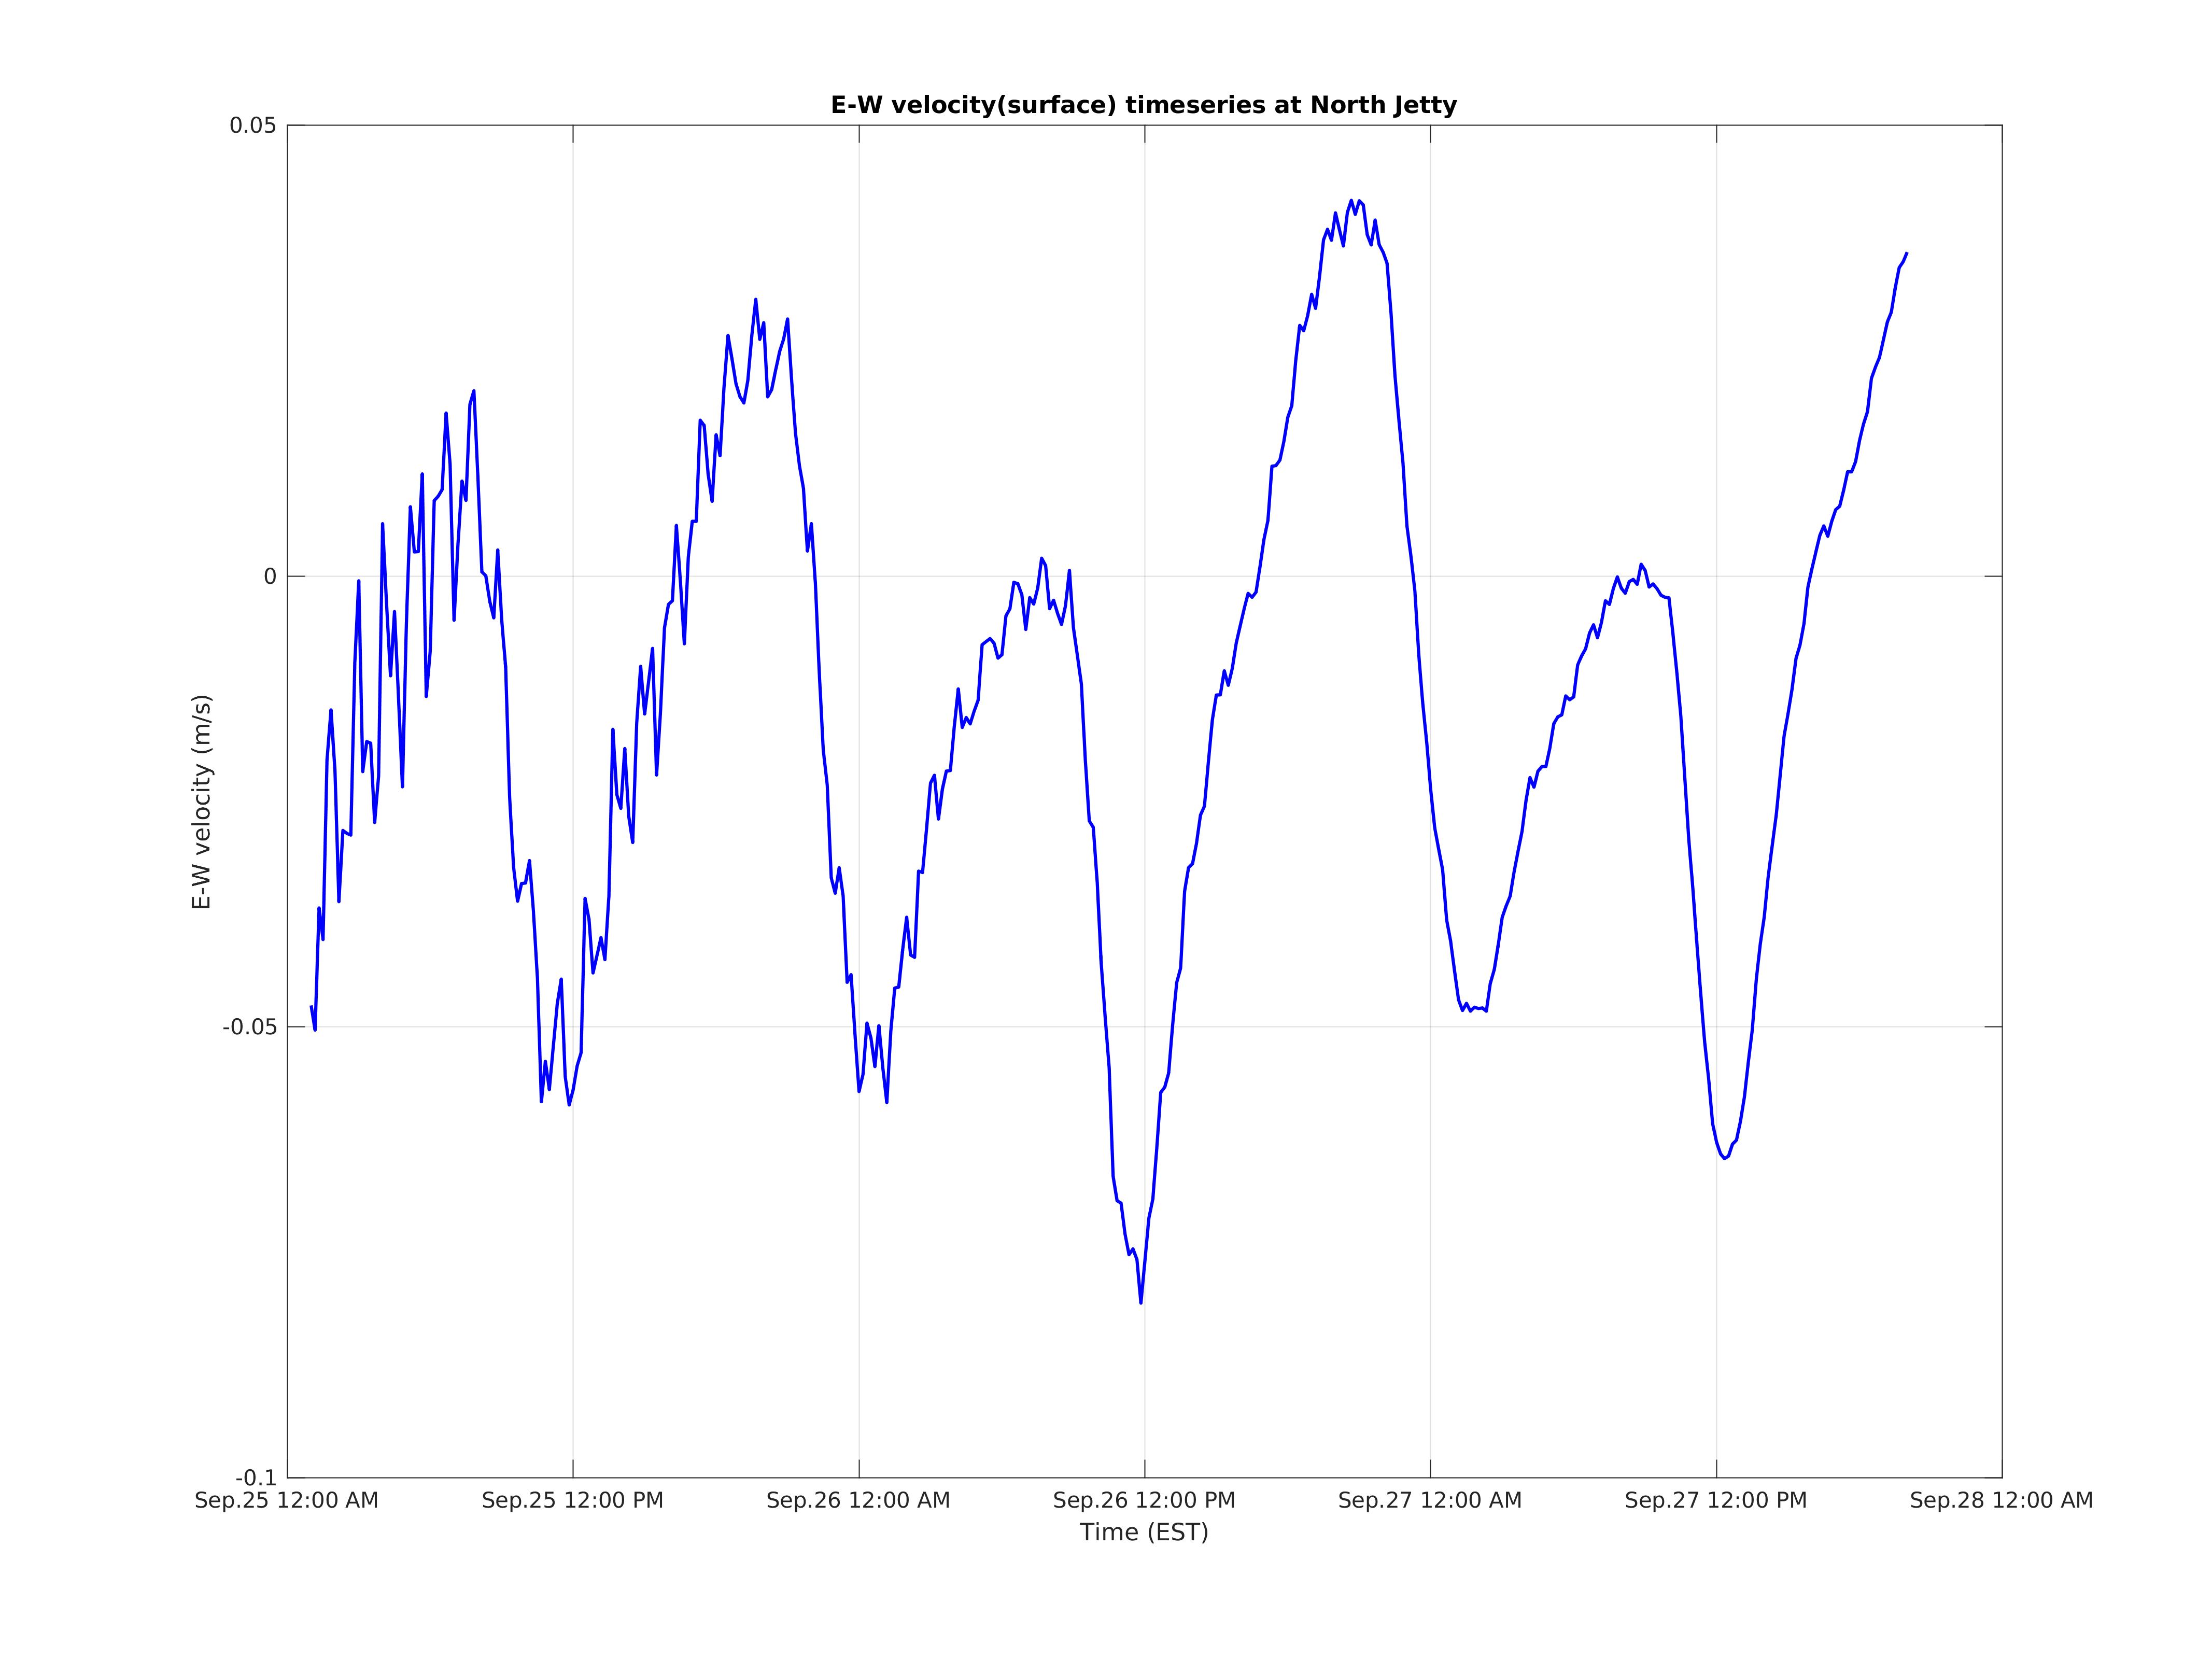 E-W velocity(surface) timeseries at North Jetty
0.05
0
-0.05
-0.1
E-W velocity (m/s)
Sep.25 12:00 AM Sep.25 12:00 PM Sep.26 12:00 AM Sep.26 12:00 PM Sep.27 12:00 AM Sep.27 12:00 PM Sep.28 12:00 AM
Time (EST)